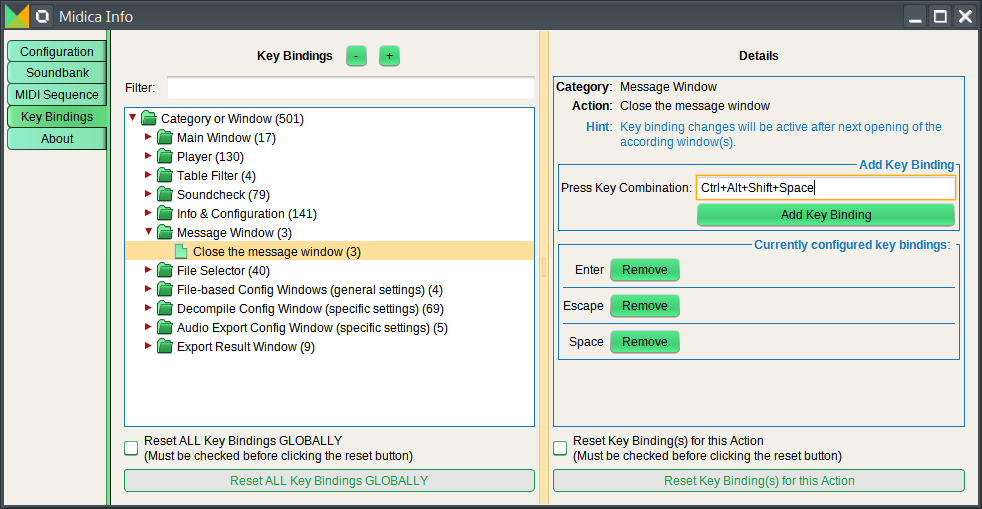 Midica Info
Configuration
Soundbank
MIDI Sequence
Key Bindings
About
Key Bindings - +
Filter:
Category or Window (501)
Main Window (17)
Player (130)
Table Filter (4)
Soundcheck (79)
Info & Configuration (141)
Message Window (3)
Close the message window (3)
File Selector (40)
File-based Config Windows (general settings) (4)
Decompile Config Window (specific settings) (69)
Audio Export Config Window (specific settings) (5)
Export Result Window (9)
Reset ALL Key Bindings GLOBALLY
(Must be checked before clicking the reset button)
Reset ALL Key Bindings GLOBALLY
Details
Category: Message Window
Action: Close the message window
Hint: Key binding changes will be active after next opening of the
according window(s).
Add Key Binding
Press Key Combination: Ctrl+Alt+Shift+Space
Add Key Binding
Currently configured key bindings:
Enter Remove
Escape Remove
Space Remove
Reset Key Binding(s) for this Action
(Must be checked before clicking the reset button)
Reset Key Binding(s) for this Action